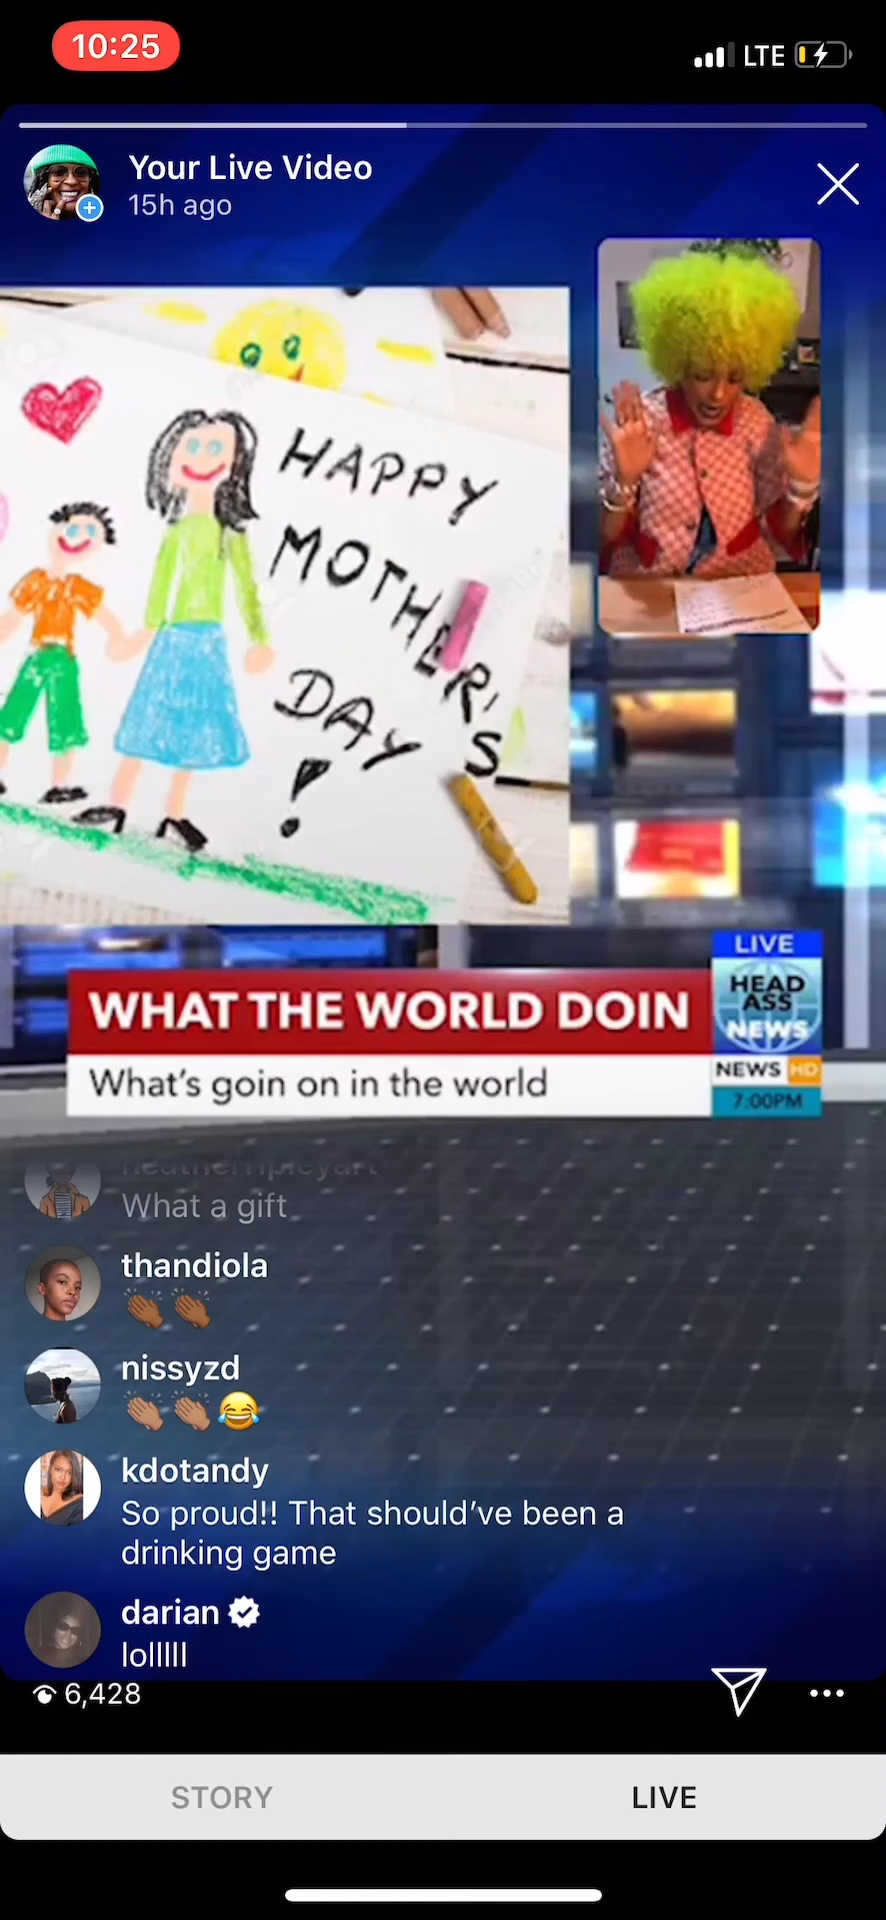 10:25
LTE
Your Live Video
15h ago
HAPPY
MOTHER'S
DAY
!
LIVE
HEAD
ASS
NEWS
WHAT THE WORLD DOIN
What's goin on in the world
NEWS HD
7:00PM
heatherripleyart
What a gift
thandiola
👏🏾 👏🏾
nissyzd
👏🏽 👏🏽 😂
kdotandy
So proud!! That should've been a
drinking game
darian
lolllll
6,428
STORY
LIVE